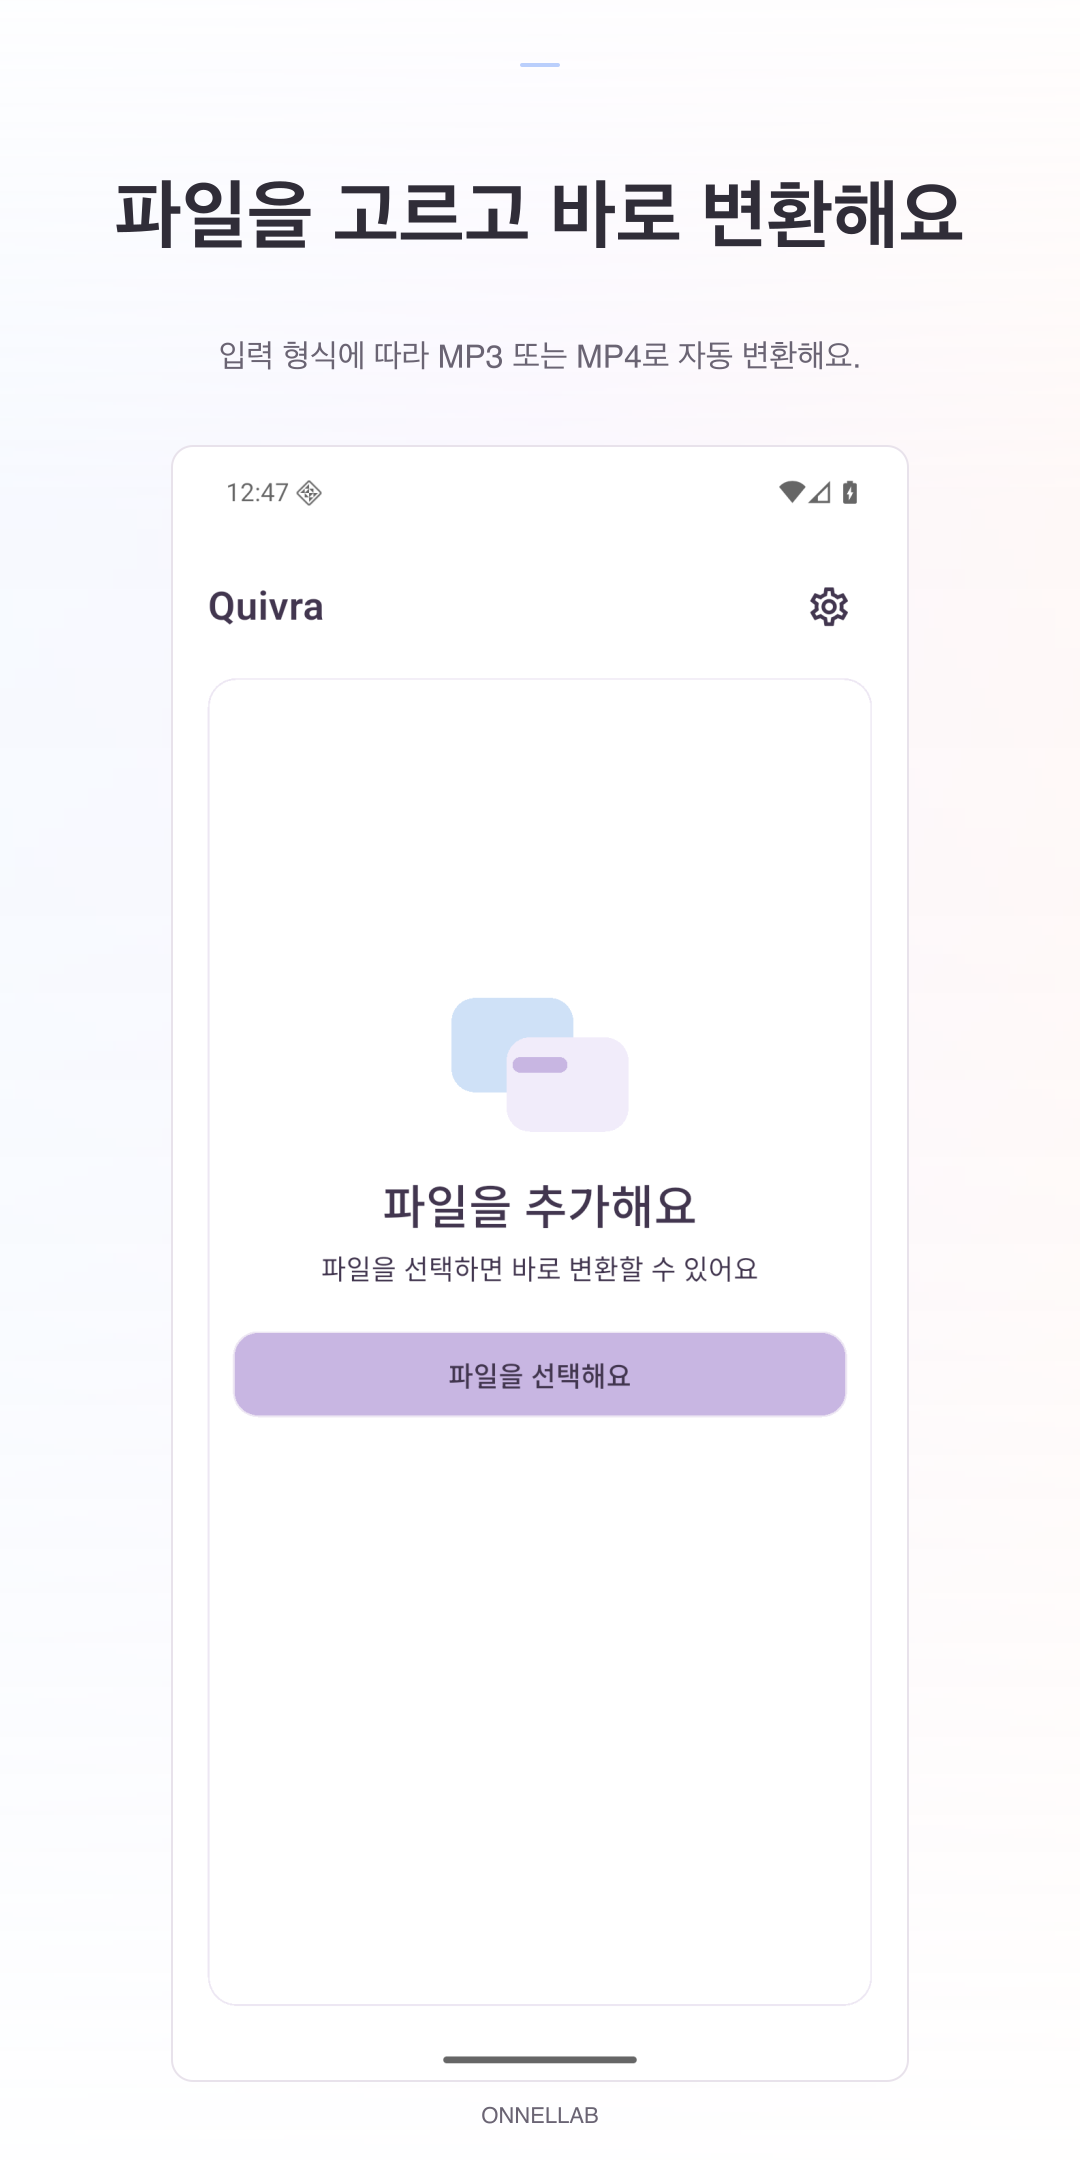 파일을 고르고 바로 변환해요
입력 형식에 따라 MP3 또는 MP4로 자동 변환해요.
12:47
Quivra
파일을 추가해요
파일을 선택하면 바로 변환할 수 있어요
파일을 선택해요
ONNELLAB